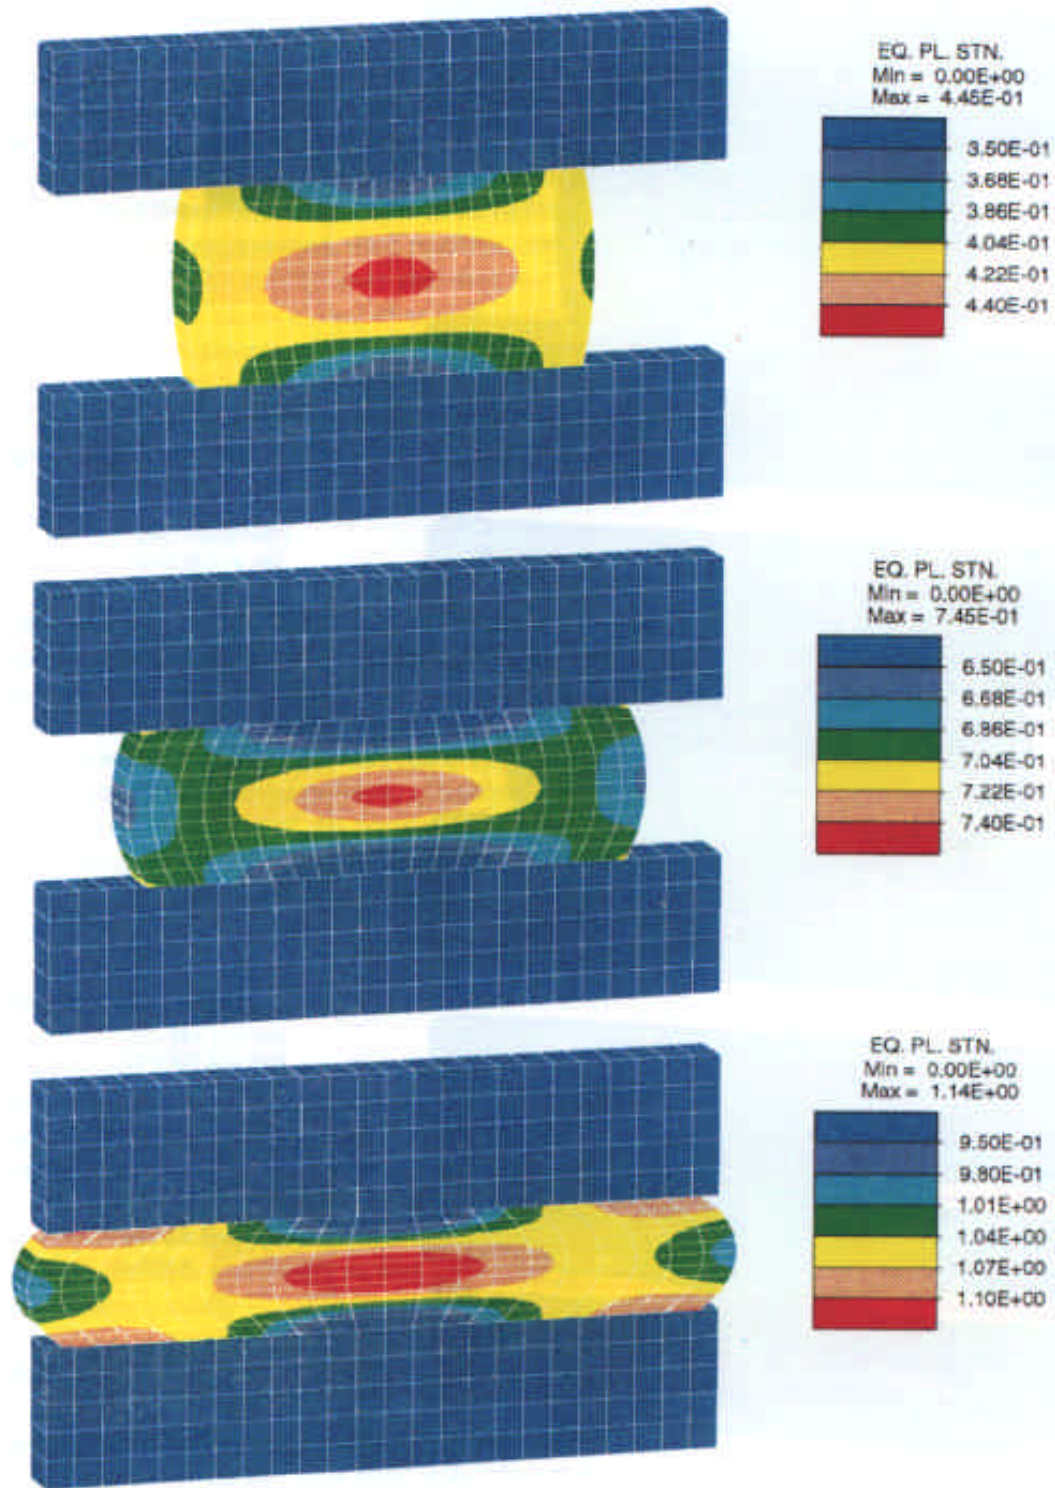 EQ. PL. STN.
Min = 0.00E+00
Max = 4.45E-01
3.50E-01
3.68E-01
3.86E-01
4.04E-01
4.22E-01
4.40E-01
EQ. PL. STN.
Min = 0.00E+00
Max = 7.45E-01
6.50E-01
6.68E-01
6.86E-01
7.04E-01
7.22E-01
7.40E-01
EQ. PL. STN.
Min = 0.00E+00
Max = 1.14E+00
9.50E-01
9.80E-01
1.01E+00
1.04E+00
1.07E+00
1.10E+00